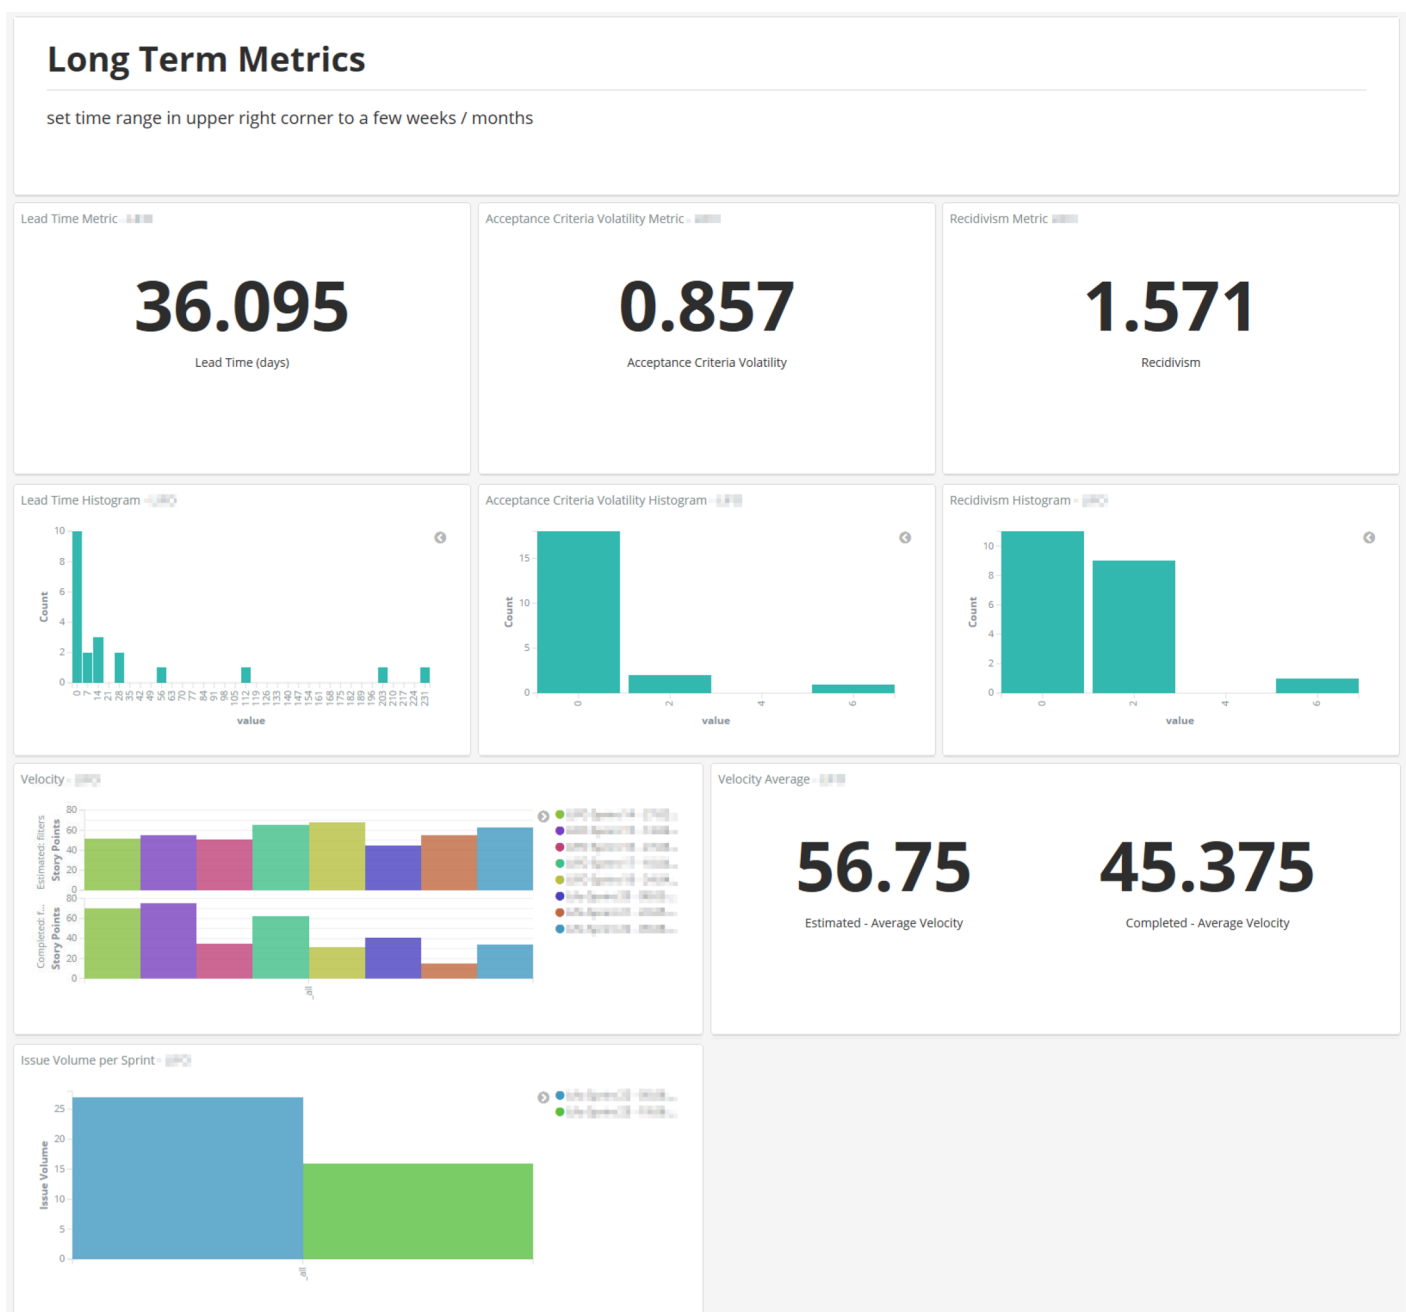 Long Term Metrics
set time range in upper right corner to a few weeks / months
Lead Time Metric
36.095
Lead Time (days)
Acceptance Criteria Volatility Metric
0.857
Acceptance Criteria Volatility
Recidivism Metric
1.571
Recidivism
Lead Time Histogram
10
8
6
4
2
0
Count
0 7 14 21 28 35 42 49 56 63 70 77 84 91 98 105 112 119 126 133 140 147 154 161 168 175 182 189 196 203 210 217 224 231
value
Acceptance Criteria Volatility Histogram
15
10
5
0
Count
0 2 4 6
value
Recidivism Histogram
10
8
6
4
2
0
Count
0 2 4 6
value
Velocity
Estimated: filters
Story Points
80
60
40
20
0
Completed: f...
Story Points
80
60
40
20
0
_all
Velocity Average
56.75
Estimated - Average Velocity
45.375
Completed - Average Velocity
Issue Volume per Sprint
Issue Volume
25
20
15
10
5
0
_all